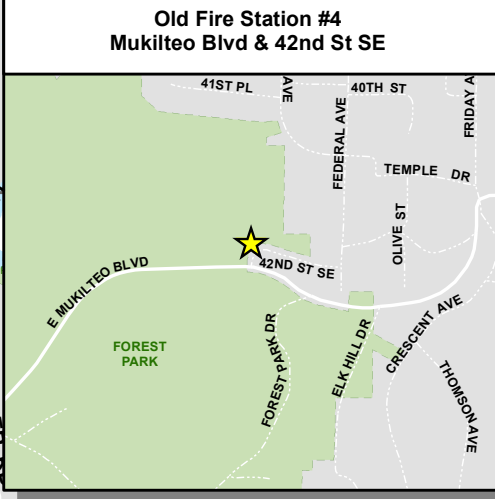 Old Fire Station #4
Mukilteo Blvd & 42nd St SE
41ST PL
AVE
40TH ST
FEDERAL AVE
FRIDAY A
TEMPLE DR
OLIVE ST
42ND ST SE
E MUKILTEO BLVD
FOREST
PARK
FOREST PARK DR
ELK HILL DR
CRESCENT AVE
THOMSON AVE